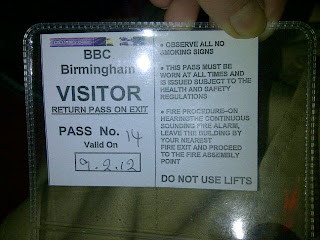 BBC
Birmingham
VISITOR
RETURN PASS ON EXIT
PASS No. 14
Valid On
9.2.12
• OBSERVE ALL NO
SMOKING SIGNS
• THIS PASS MUST BE
WORN AT ALL TIMES AND
IS ISSUED SUBJECT TO THE
HEALTH AND SAFETY
REGULATIONS
• FIRE PROCEDURE–ON
HEARINGTHE CONTINUOUS
SOUNDING FIRE ALARM,
LEAVE THE BUILDING BY
YOUR NEAREST
FIRE EXIT AND PROCEED
TO THE FIRE ASSEMBLY
POINT
DO NOT USE LIFTS